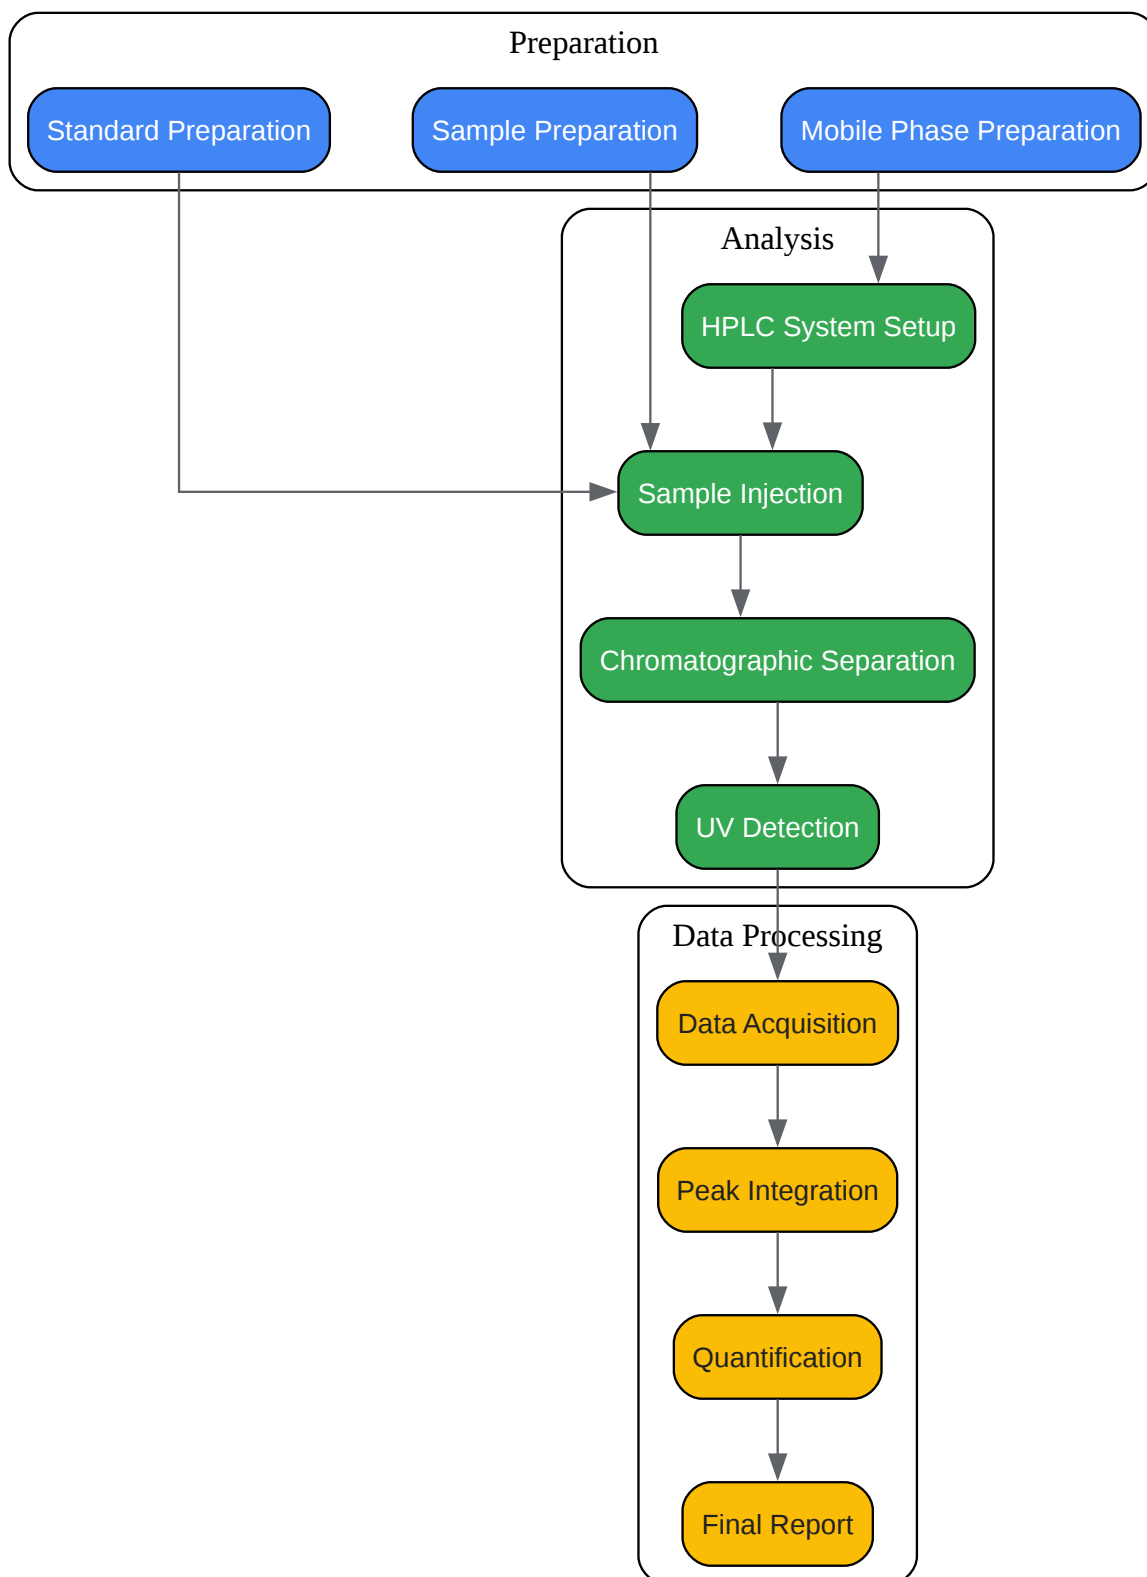 Preparation
Standard Preparation
Sample Preparation
Mobile Phase Preparation
Analysis
HPLC System Setup
Sample Injection
Chromatographic Separation
UV Detection
Data Processing
Data Acquisition
Peak Integration
Quantification
Final Report